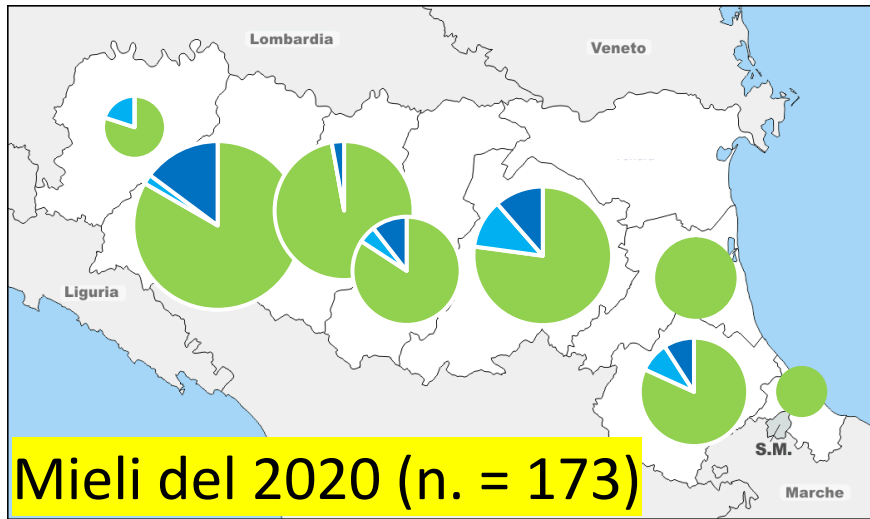 Lombardia
Veneto
Liguria
S.M.
Marche
Mieli del 2020 (n. = 173)